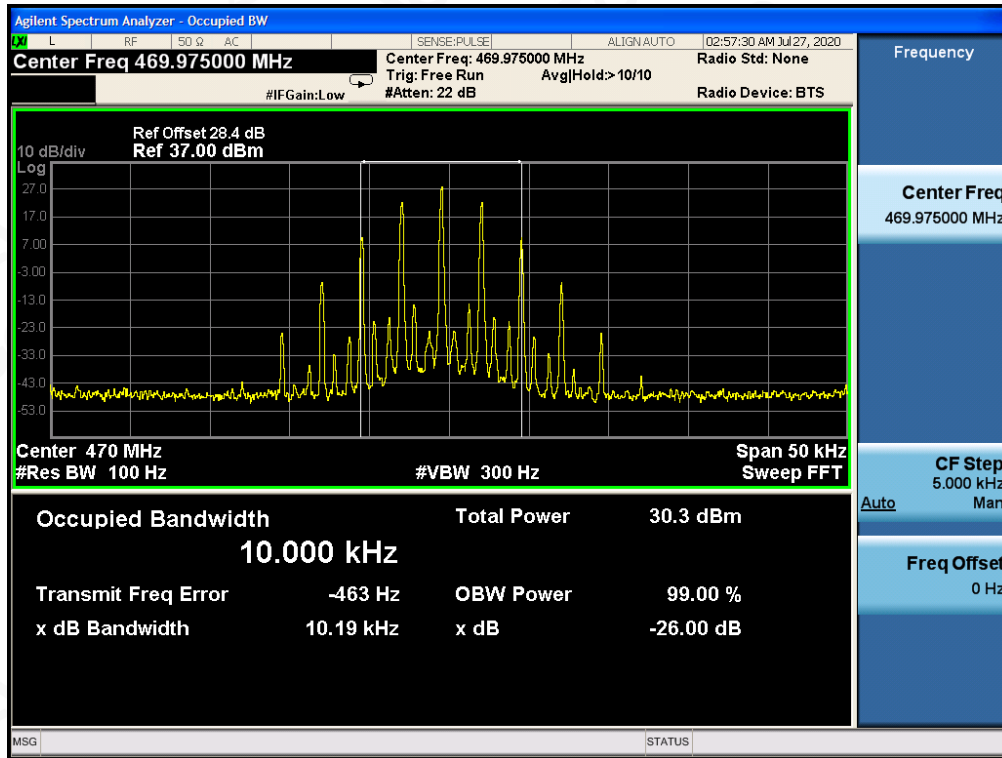 Agilent Spectrum Analyzer - Occupied BW
LXI L RF 50 Ω AC SENSE:PULSE ALIGN AUTO 02:57:30 AM Jul 27, 2020
Center Freq 469.975000 MHz
Center Freq: 469.975000 MHz
Radio Std: None
Trig: Free Run
Avg|Hold:> 10/10
#IFGain:Low
#Atten: 22 dB
Radio Device: BTS
Ref Offset 28.4 dB
10 dB/div
Ref 37.00 dBm
Log
27.0
17.0
7.00
-3.00
-13.0
-23.0
-33.0
-43.0
-53.0
Center 470 MHz
Span 50 kHz
#Res BW 100 Hz
#VBW 300 Hz
Sweep FFT
Occupied Bandwidth
Total Power 30.3 dBm
10.000 kHz
Transmit Freq Error -463 Hz
OBW Power 99.00 %
x dB Bandwidth 10.19 kHz
x dB -26.00 dB
Frequency
Center Freq
469.975000 MHz
CF Step
5.000 kHz
Auto Man
Freq Offset
0 Hz
MSG
STATUS